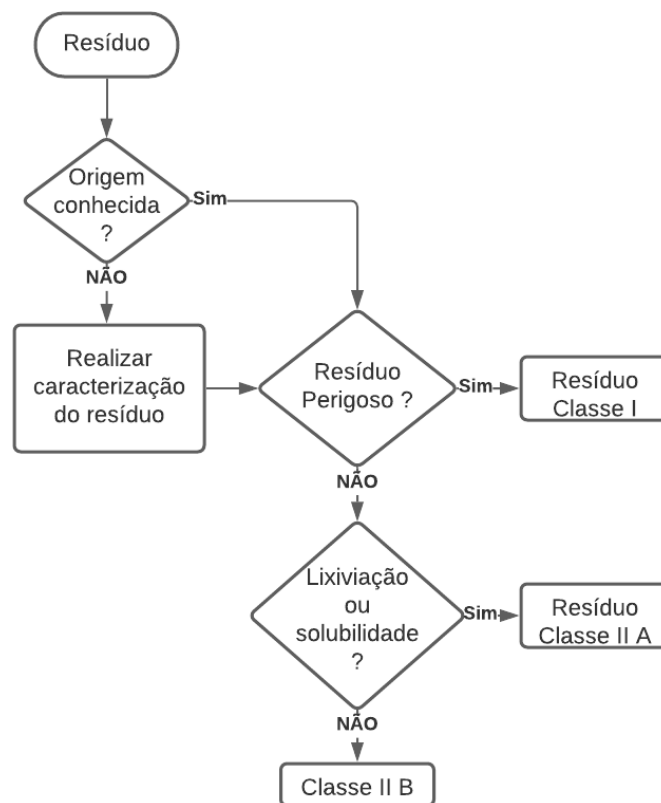 Resíduo
Origem
conhecida
?
Sim
NÃO
Realizar
caracterização
do resíduo
Resíduo
Perigoso ?
Sim
Resíduo
Classe I
NÃO
Lixiviação
ou
solubilidade
?
Sim
Resíduo
Classe II A
NÃO
Classe II B